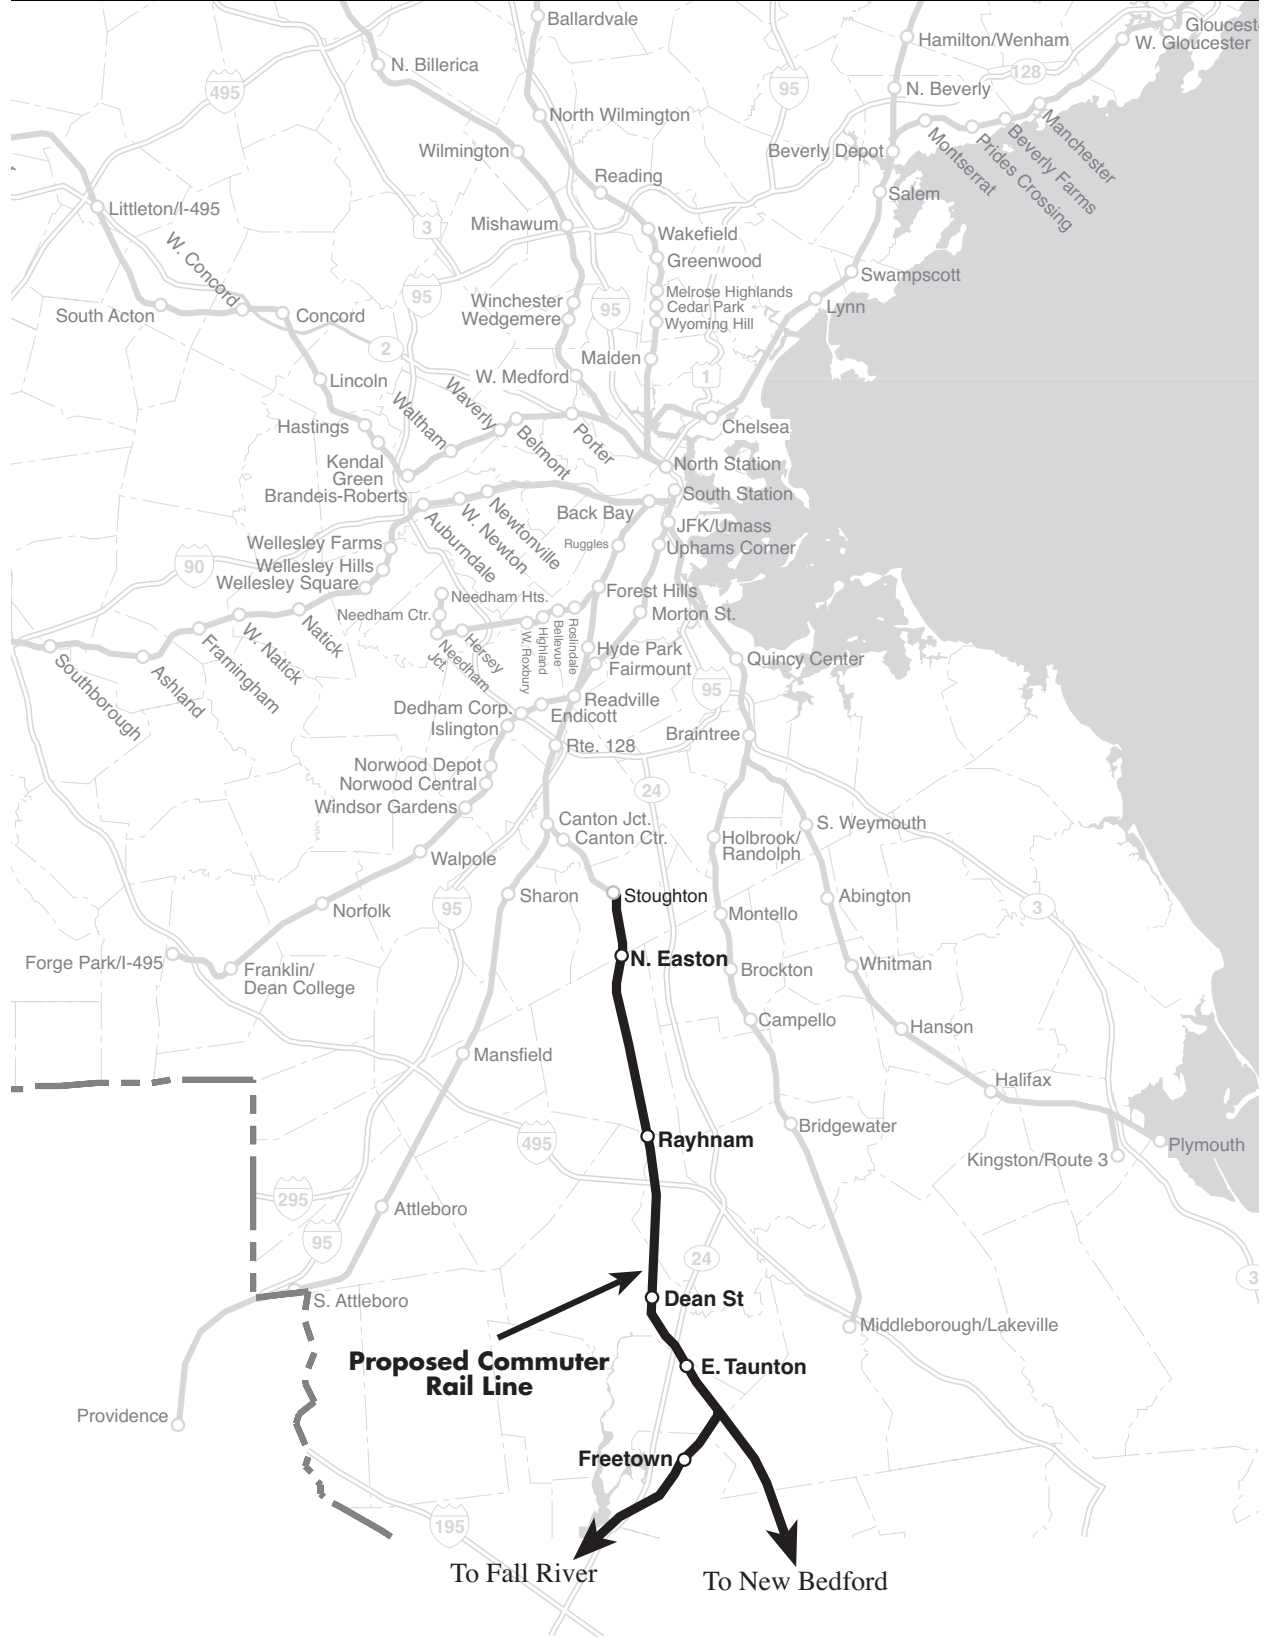 Ballardvale
Gloucest
Hamilton/Wenham
W. Gloucester
N. Billerica
128
495
95
N. Beverly
North Wilmington
Manchester
Beverly Farms
Prides Crossing
Montserrat
Wilmington
Beverly Depot
Reading
Salem
Littleton/I-495
3
Mishawum
Wakefield
W. Concord
Greenwood
Swampscott
95
Melrose Highlands
Winchester
95
Cedar Park
Lynn
South Acton
Concord
Wedgemere
Wyoming Hill
2
Malden
Lincoln
W. Medford
1
Waverly
Waltham
Hastings
Belmont
Porter
Chelsea
Kendal
Green
North Station
Brandeis-Roberts
South Station
Back Bay
Newtonville
W. Newton
Auburndale
JFK/Umass
Wellesley Farms
Ruggles
Uphams Corner
90
Wellesley Hills
Wellesley Square
Needham Hts.
Forest Hills
Needham Ctr.
Morton St.
Natick
W. Natick
Framingham
Ashland
Southborough
Hersey
Needham
Jct.
W. Roxbury
Highland
Bellevue
Roslindale
Hyde Park
Fairmount
Quincy Center
95
Readville
Dedham Corp.
Endicott
Islington
Braintree
Rte. 128
Norwood Depot
Norwood Central
24
Windsor Gardens
Canton Jct.
S. Weymouth
Canton Ctr.
Holbrook/
Randolph
Walpole
Sharon
Stoughton
Abington
95
3
Norfolk
Montello
N. Easton
Forge Park/I-495
Franklin/
Dean College
Brockton
Whitman
Campello
Hanson
Mansfield
Halifax
Bridgewater
495
Rayhnam
Plymouth
Kingston/Route 3
295
Attleboro
95
24
3
S. Attleboro
Dean St
Middleborough/Lakeville
Proposed Commuter
Rail Line
E. Taunton
Providence
Freetown
195
To Fall River
To New Bedford